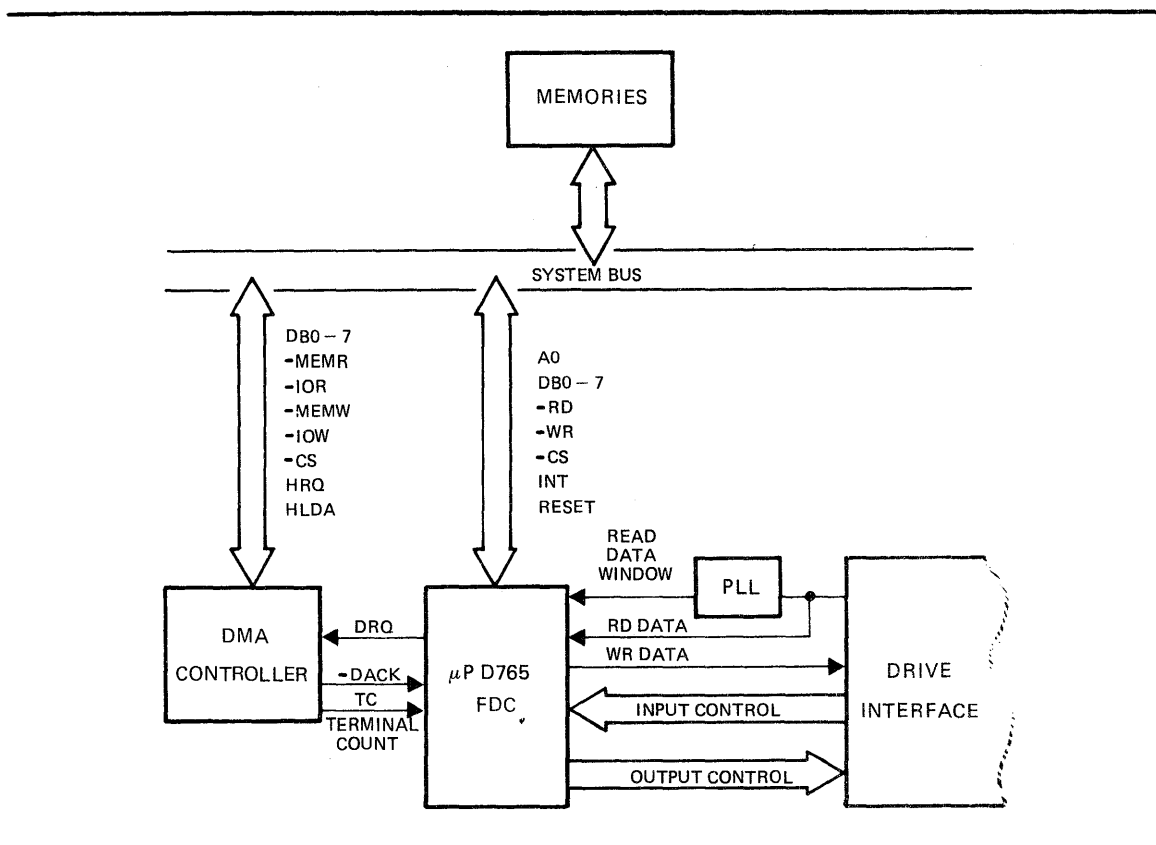 MEMORIES
SYSTEM BUS
DB0 – 7
-MEMR
-IOR
-MEMW
-IOW
-CS
HRQ
HLDA
A0
DB0 – 7
-RD
-WR
-CS
INT
RESET
READ
DATA
WINDOW
PLL
DMA
CONTROLLER
DRQ
-DACK
TC
TERMINAL
COUNT
μP D765
FDC
RD DATA
WR DATA
INPUT CONTROL
OUTPUT CONTROL
DRIVE
INTERFACE